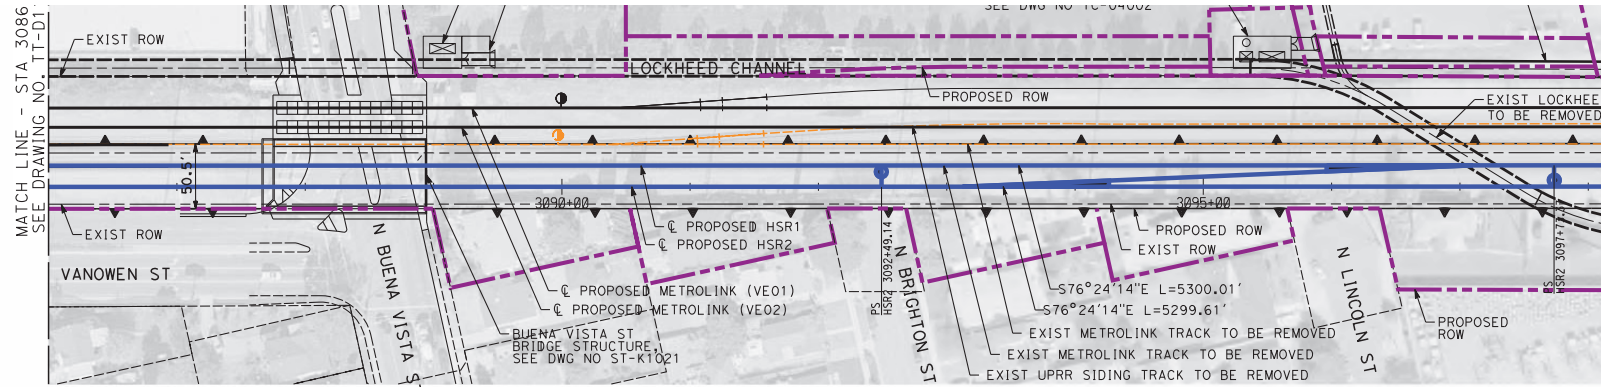 MATCH LINE - STA 3086
SEE DRAWING NO. TT-D1
SEE DWG NO TC-04002
EXIST ROW
LOCKHEED CHANNEL
PROPOSED ROW
EXIST LOCKHEE
TO BE REMOVED
50.5'
3090+00
3095+00
EXIST ROW
VANOWEN ST
N BUENA VISTA S
℄ PROPOSED HSR1
℄ PROPOSED HSR2
℄ PROPOSED METROLINK (VE01)
℄ PROPOSED METROLINK (VE02)
BUENA VISTA ST
BRIDGE STRUCTURE,
SEE DWG NO ST-K1021
PS
HSR2 3092+49.14
N BRIGHTON ST
PROPOSED ROW
EXIST ROW
S76°24'14"E L=5300.01'
S76°24'14"E L=5299.61'
EXIST METROLINK TRACK TO BE REMOVED
EXIST METROLINK TRACK TO BE REMOVED
EXIST UPRR SIDING TRACK TO BE REMOVED
N LINCOLN ST
PROPOSED
ROW
PS
HSR2 3097+7